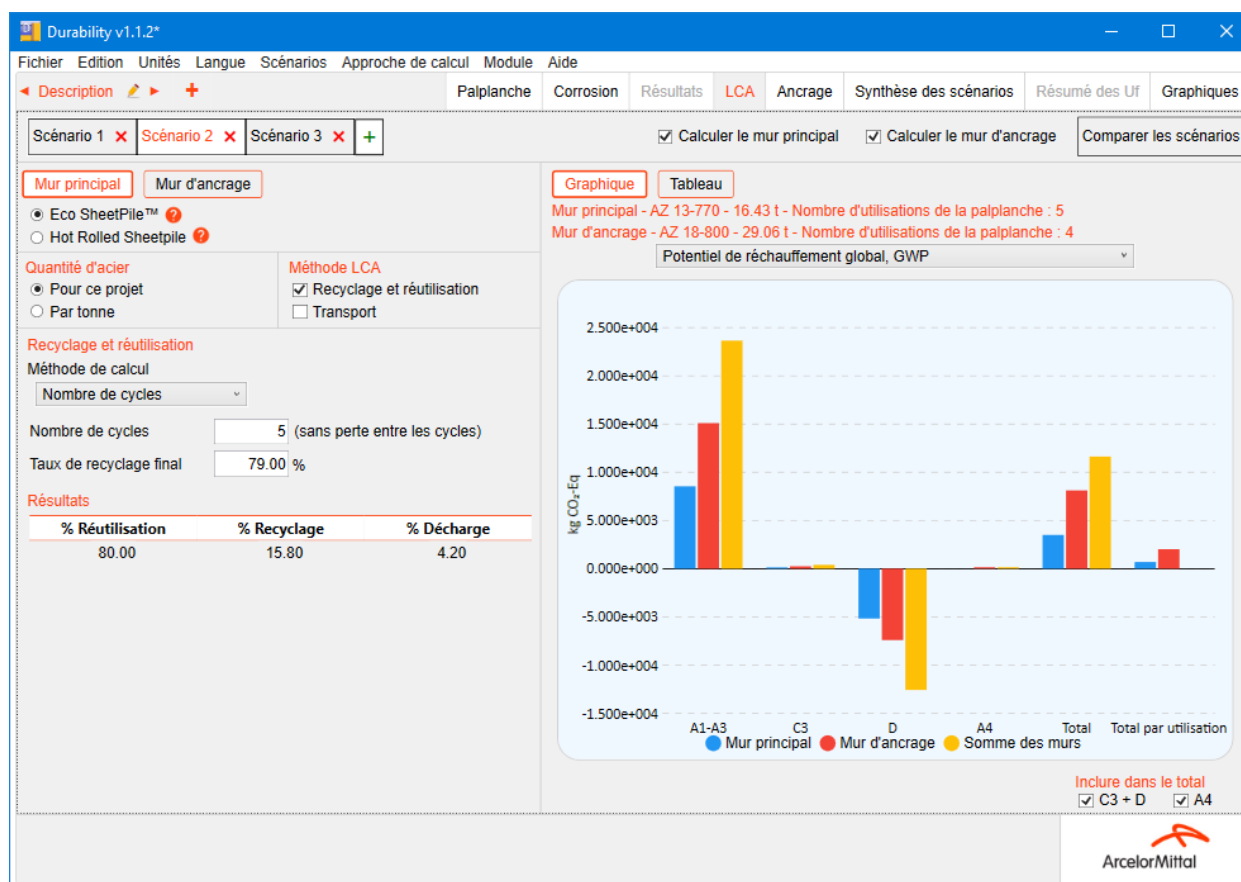 Durability v1.1.2*
Fichier Edition Unités Langue Scénarios Approche de calcul Module Aide
Description Palplanche Corrosion Résultats LCA Ancrage Synthèse des scénarios Résumé des Uf Graphiques
Scénario 1 Scénario 2 Scénario 3 + Calculer le mur principal Calculer le mur d'ancrage Comparer les scénarios
Mur principal Mur d'ancrage
Eco SheetPile™ ?
Hot Rolled Sheetpile ?
Quantité d'acier
Pour ce projet
Par tonne
Méthode LCA
Recyclage et réutilisation
Transport
Recyclage et réutilisation
Méthode de calcul
Nombre de cycles
Nombre de cycles 5 (sans perte entre les cycles)
Taux de recyclage final 79.00 %
Résultats
% Réutilisation % Recyclage % Décharge
80.00 15.80 4.20
Graphique Tableau
Mur principal - AZ 13-770 - 16.43 t - Nombre d'utilisations de la palplanche : 5
Mur d'ancrage - AZ 18-800 - 29.06 t - Nombre d'utilisations de la palplanche : 4
Potentiel de réchauffement global, GWP
kg CO₂-Eq
2.500e+004
2.000e+004
1.500e+004
1.000e+004
5.000e+003
0.000e+000
-5.000e+003
-1.000e+004
-1.500e+004
A1-A3 C3 D A4 Total Total par utilisation
Mur principal Mur d'ancrage Somme des murs
Inclure dans le total
C3 + D A4
ArcelorMittal